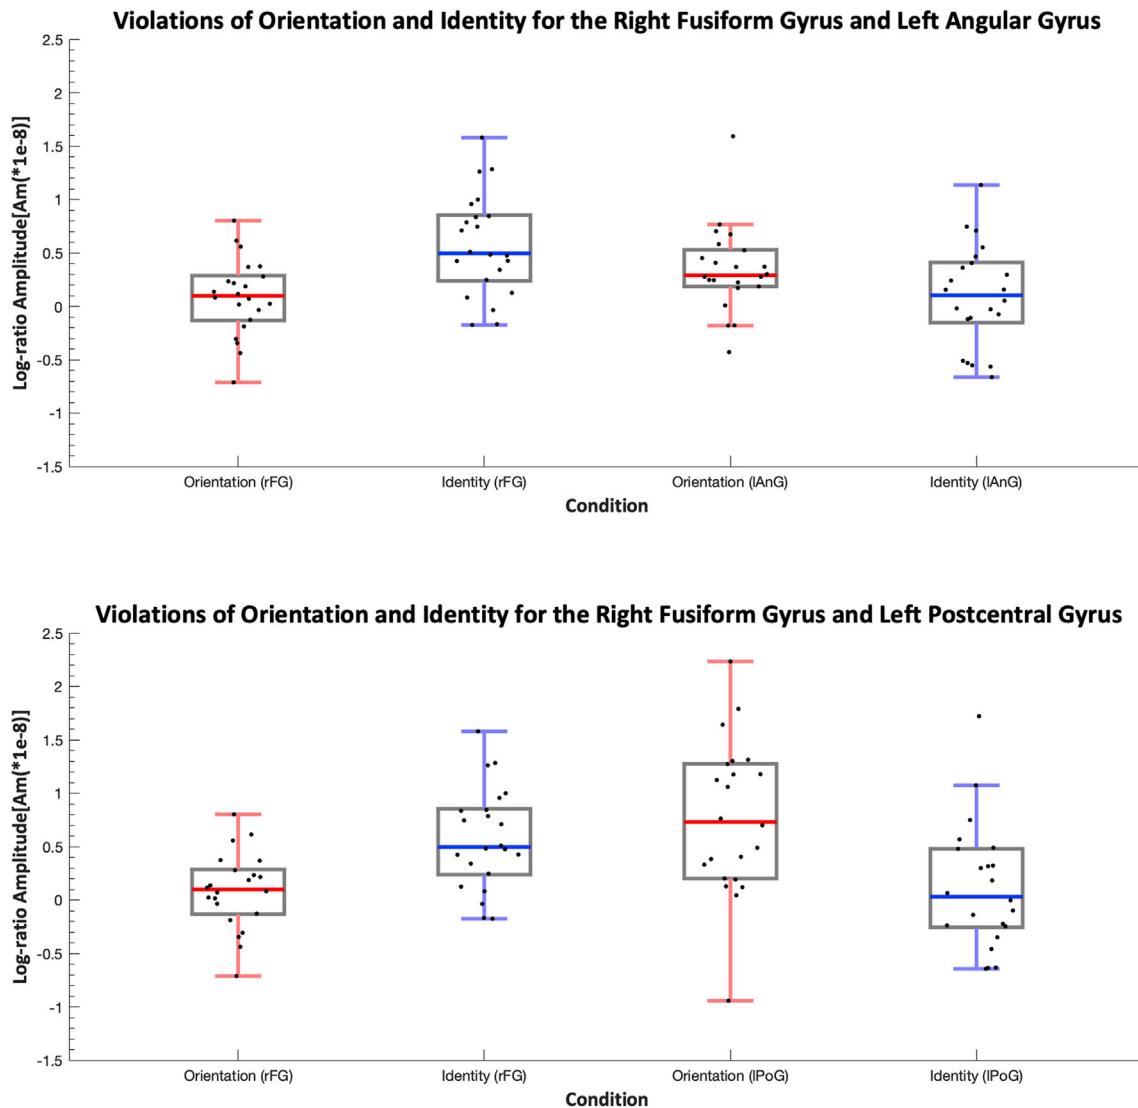 Violations of Orientation and Identity for the Right Fusiform Gyrus and Left Angular Gyrus
Log-ratio Amplitude[Am(*1e-8)]
2.5
2
1.5
1
0.5
0
-0.5
-1
-1.5
Orientation (rFG) Identity (rFG) Orientation (lAnG) Identity (lAnG)
Condition
Violations of Orientation and Identity for the Right Fusiform Gyrus and Left Postcentral Gyrus
Log-ratio Amplitude[Am(*1e-8)]
2.5
2
1.5
1
0.5
0
-0.5
-1
-1.5
Orientation (rFG) Identity (rFG) Orientation (lPoG) Identity (lPoG)
Condition